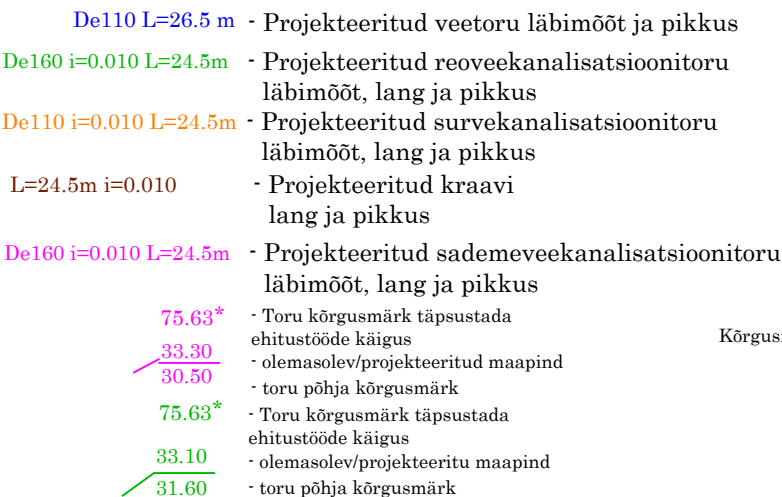 De110 L=26.5 m - Projekteeritud veetoru läbimõõt ja pikkus
De160 i=0.010 L=24.5m - Projekteeritud reoveekanalisatsioonitoru
läbimõõt, lang ja pikkus
De110 i=0.010 L=24.5m - Projekteeritud survekanalisatsioonitoru
läbimõõt, lang ja pikkus
L=24.5m i=0.010 - Projekteeritud kraavi
lang ja pikkus
De160 i=0.010 L=24.5m - Projekteeritud sademeveekanalisatsioonitoru
läbimõõt, lang ja pikkus
75.63* - Toru kõrgusmärk täpsustada
ehitustööde käigus
33.30 - olemasolev/projekteeritud maapind
30.50 - toru põhja kõrgusmärk
75.63* - Toru kõrgusmärk täpsustada
ehitustööde käigus
33.10 - olemasolev/projekteeritu maapind
31.60 - toru põhja kõrgusmärk